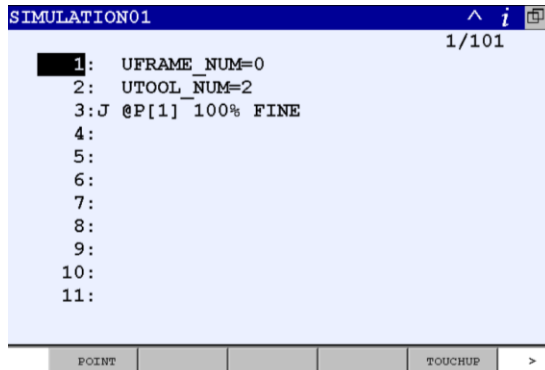 SIMULATION01
1/101
1: UFRAME_NUM=0
2: UTOOL_NUM=2
3:J @P[1] 100% FINE
4:
5:
6:
7:
8:
9:
10:
11:
POINT TOUCHUP >